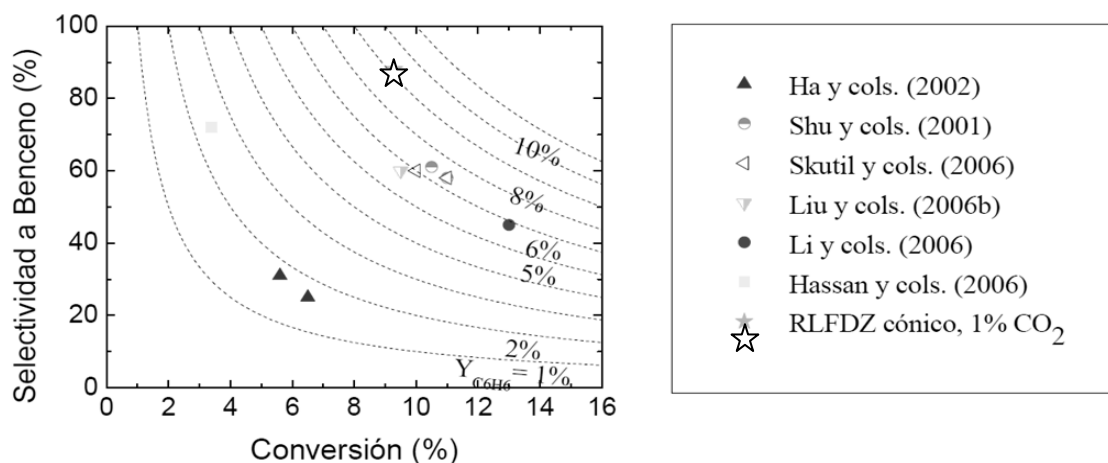 100
80
60
40
20
0
Selectividad a Benceno (%)
10%
8%
6%
5%
2%
Y_C6H6 = 1%
0 2 4 6 8 10 12 14 16
Conversión (%)
Ha y cols. (2002)
Shu y cols. (2001)
Skutil y cols. (2006)
Liu y cols. (2006b)
Li y cols. (2006)
Hassan y cols. (2006)
RLFDZ cónico, 1% CO2